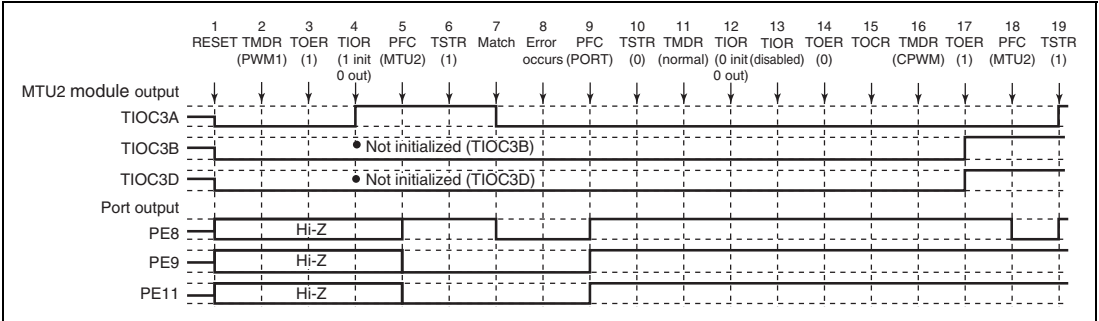 1 2 3 4 5 6 7 8 9 10 11 12 13 14 15 16 17 18 19
RESET TMDR TOER TIOR PFC TSTR Match Error PFC TSTR TMDR TIOR TIOR TOER TOCR TMDR TOER PFC TSTR
(PWM1) (1) (1 init (MTU2) (1) occurs (PORT) (0) (normal) (0 init (disabled) (0) (CPWM) (1) (MTU2) (1)
0 out) 0 out)
MTU2 module output
TIOC3A
TIOC3B • Not initialized (TIOC3B)
TIOC3D • Not initialized (TIOC3D)
Port output
PE8 Hi-Z
PE9 Hi-Z
PE11 Hi-Z